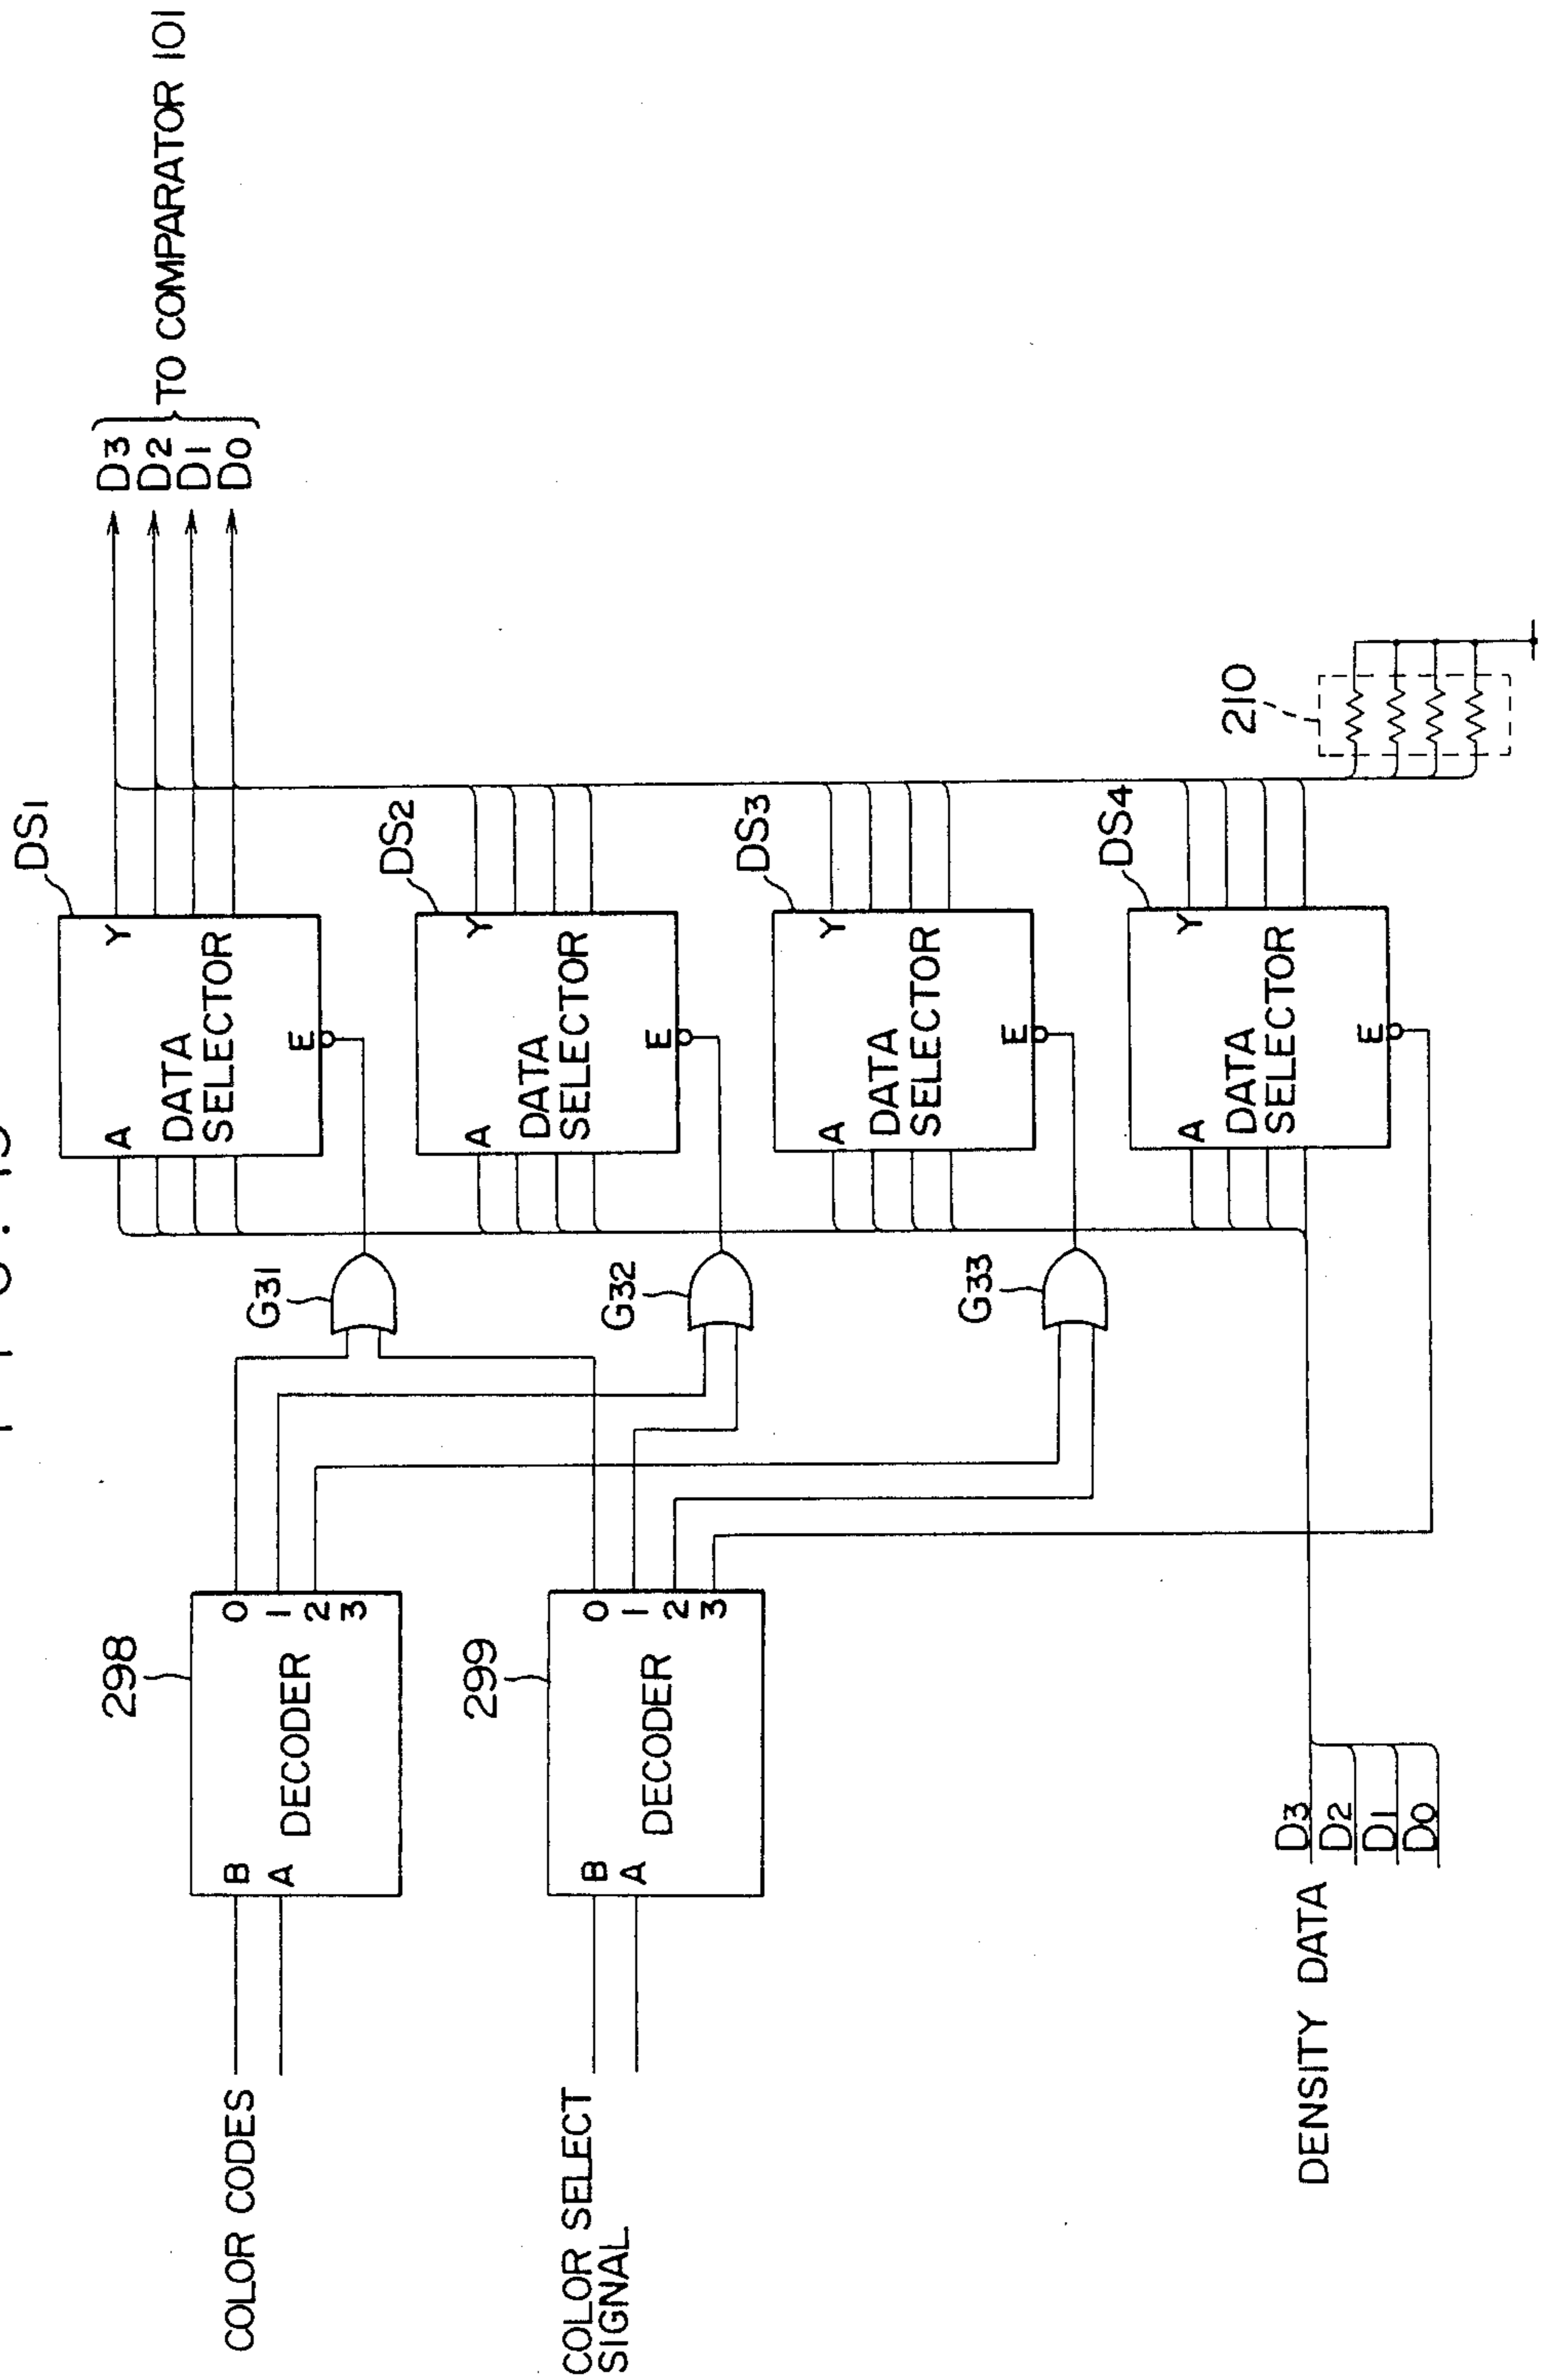 COLOR CODES
COLOR SELECT
SIGNAL
DENSITY DATA
D3
D2
D1
D0
298
B
A
DECODER
0
1
2
3
299
B
A
DECODER
0
1
2
3
G31
G32
G33
DS1
A
Y
DATA
SELECTOR
E
DS2
A
Y
DATA
SELECTOR
E
DS3
A
Y
DATA
SELECTOR
E
DS4
A
Y
DATA
SELECTOR
E
210
D3
D2
D1
D0
TO COMPARATOR 101